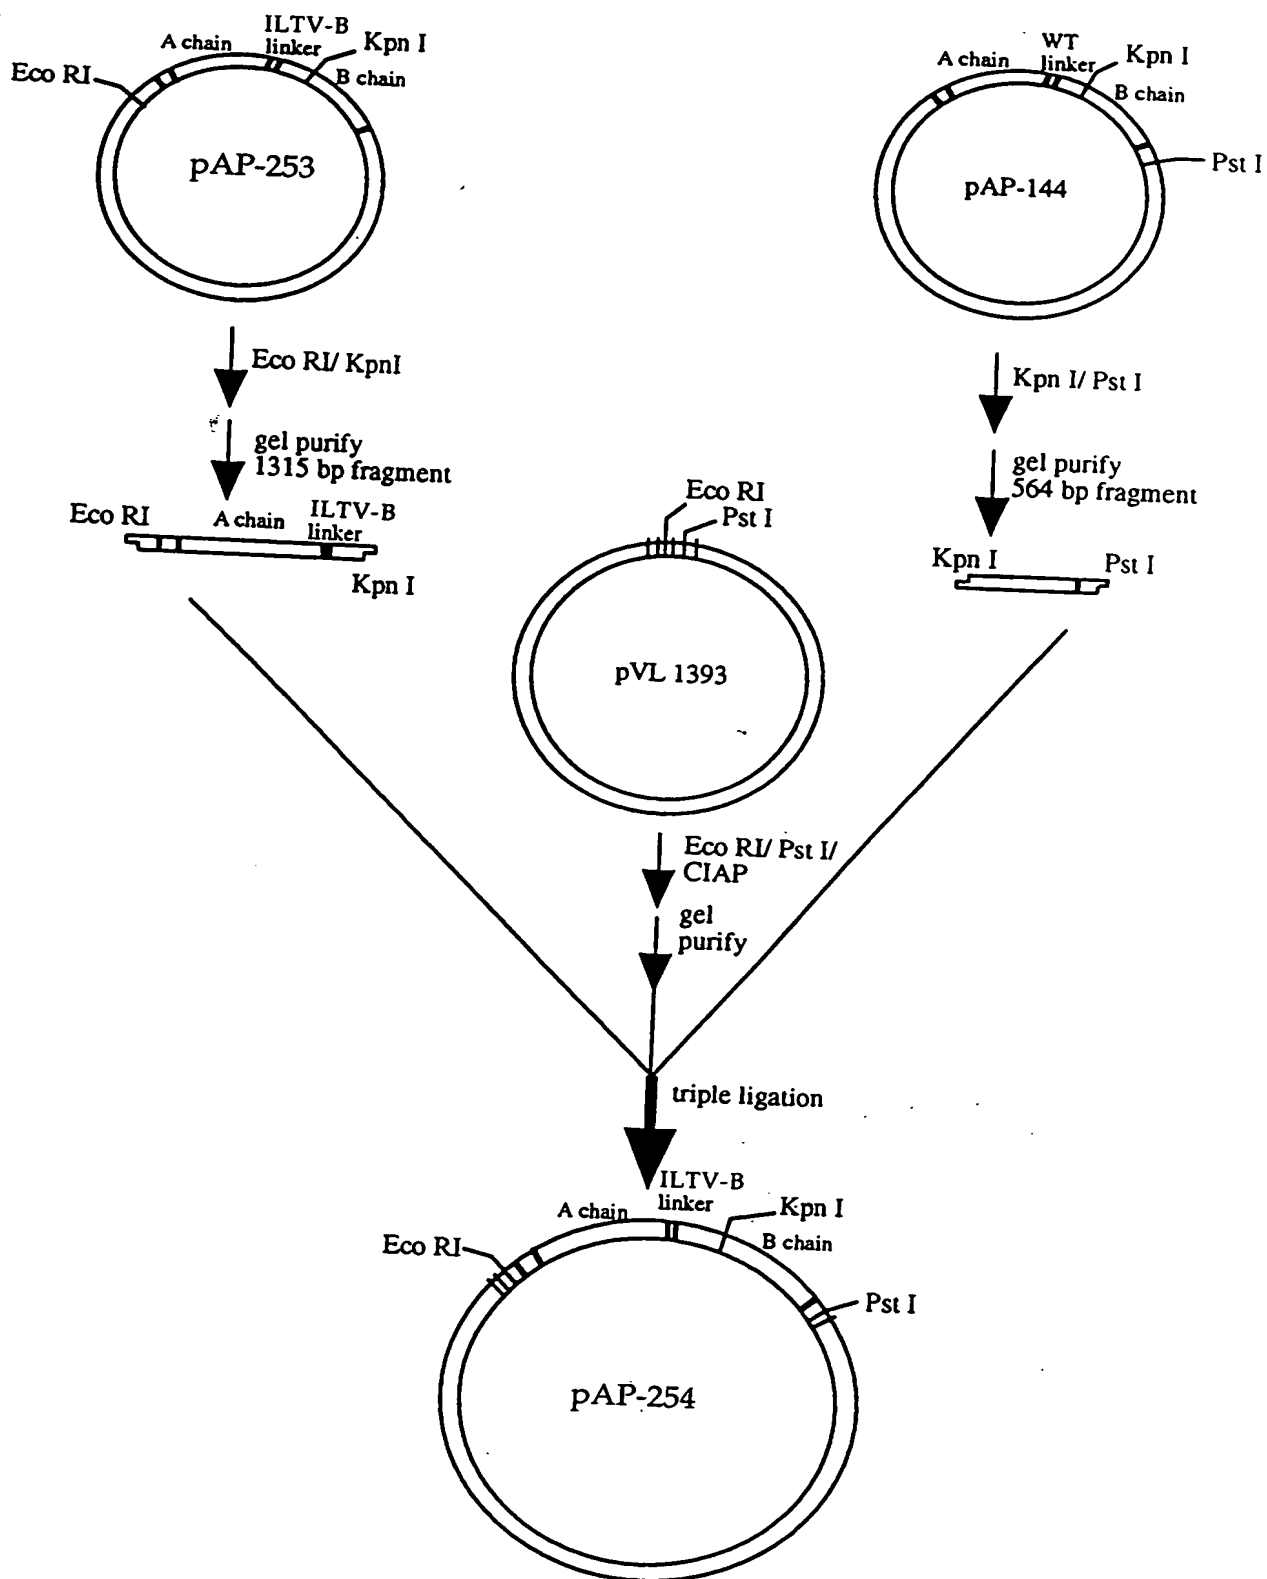 ILTV-B
linker
A chain
Kpn I
Eco RI
B chain
pAP-253
WT
linker
A chain
Kpn I
B chain
Pst I
pAP-144
Eco RI/ KpnI
gel purify
1315 bp fragment
Kpn I/ Pst I
gel purify
564 bp fragment
Eco RI
A chain
ILTV-B
linker
Kpn I
Eco RI
Pst I
Kpn I
Pst I
pVL 1393
Eco RI/ Pst I/
CIAP
gel
purify
triple ligation
ILTV-B
linker
A chain
Kpn I
Eco RI
B chain
Pst I
pAP-254